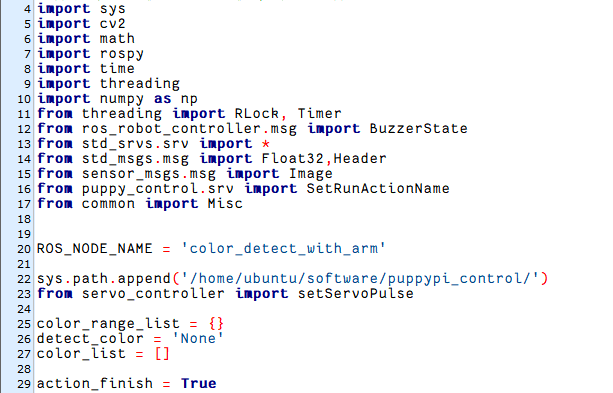 4 import sys
5 import cv2
6 import math
7 import rospy
8 import time
9 import threading
10 import numpy as np
11 from threading import RLock, Timer
12 from ros_robot_controller.msg import BuzzerState
13 from std_srvs.srv import *
14 from std_msgs.msg import Float32,Header
15 from sensor_msgs.msg import Image
16 from puppy_control.srv import SetRunActionName
17 from common import Misc
18
19
20 ROS_NODE_NAME = 'color_detect_with_arm'
21
22 sys.path.append('/home/ubuntu/software/puppypi_control/')
23 from servo_controller import setServoPulse
24
25 color_range_list = {}
26 detect_color = 'None'
27 color_list = []
28
29 action_finish = True